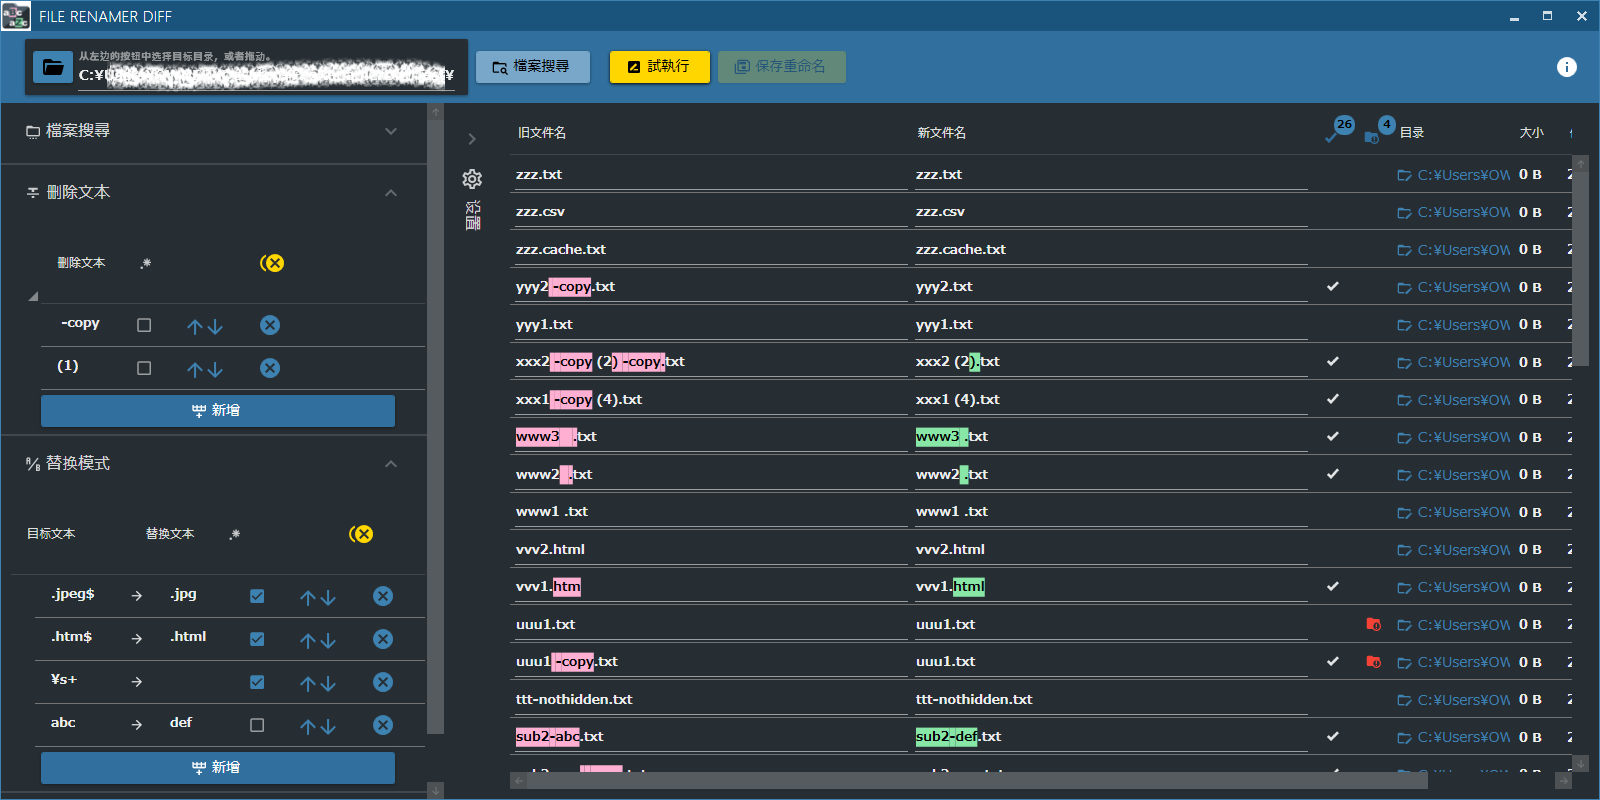 FILE RENAMER DIFF
从左边的按钮中选择目标目录，或者拖动。
C:¥
檔案搜尋
試執行
保存重命名
檔案搜尋
删除文本
刪除文本 .*
-copy
(1)
新增
替换模式
目标文本 替換文本 .*
.jpeg$ → .jpg
.htm$ → .html
¥s+ →
abc → def
新增
设置
旧文件名 新文件名 26 4 目录 大小
zzz.txt zzz.txt C:¥Users¥OW 0 B
zzz.csv zzz.csv C:¥Users¥OW 0 B
zzz.cache.txt zzz.cache.txt C:¥Users¥OW 0 B
yyy2 -copy.txt yyy2.txt C:¥Users¥OW 0 B
yyy1.txt yyy1.txt C:¥Users¥OW 0 B
xxx2 -copy (2) -copy.txt xxx2 (2).txt C:¥Users¥OW 0 B
xxx1 -copy (4).txt xxx1 (4).txt C:¥Users¥OW 0 B
www3   .txt www3 .txt C:¥Users¥OW 0 B
www2  .txt www2 .txt C:¥Users¥OW 0 B
www1 .txt www1 .txt C:¥Users¥OW 0 B
vvv2.html vvv2.html C:¥Users¥OW 0 B
vvv1.htm vvv1.html C:¥Users¥OW 0 B
uuu1.txt uuu1.txt C:¥Users¥OW 0 B
uuu1 -copy.txt uuu1.txt C:¥Users¥OW 0 B
ttt-nothidden.txt ttt-nothidden.txt C:¥Users¥OW 0 B
sub2-abc.txt sub2-def.txt C:¥Users¥OW 0 B